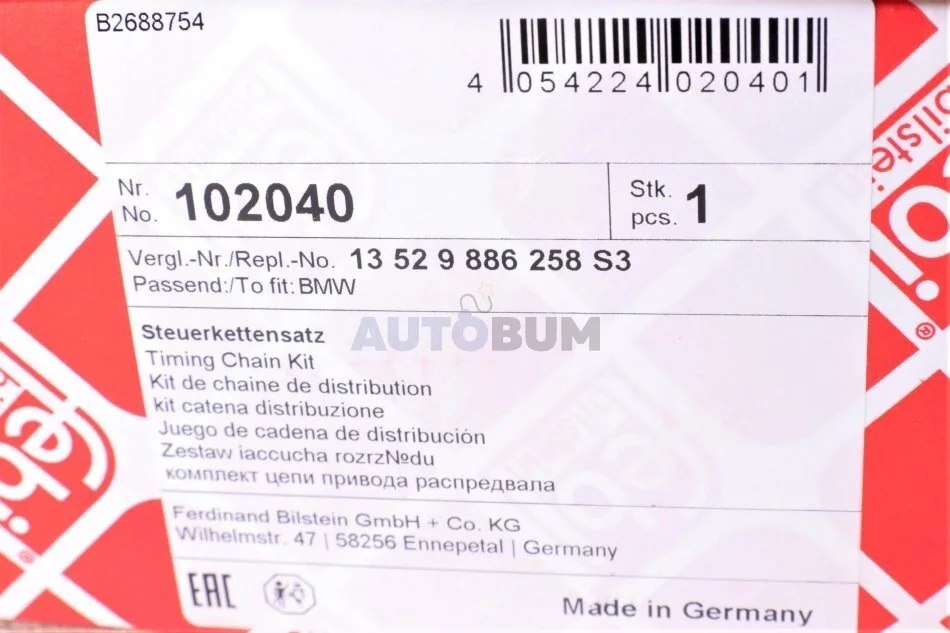 B2688754
4 054224 020401
Nr.
No. 102040
Stk.
pcs. 1
Vergl.-Nr./Repl.-No. 13 52 9 886 258 S3
Passend:/To fit: BMW
AUTOBUM
Steuerkettensatz
Timing Chain Kit
Kit de chaine de distribution
kit catena distribuzione
Juego de cadena de distribución
Zestaw iaccucha rozrz№du
комплект цепи привода распредвала
Ferdinand Bilstein GmbH + Co. KG
Wilhelmstr. 47 | 58256 Ennepetal | Germany
EAC
Made in Germany
bilstein